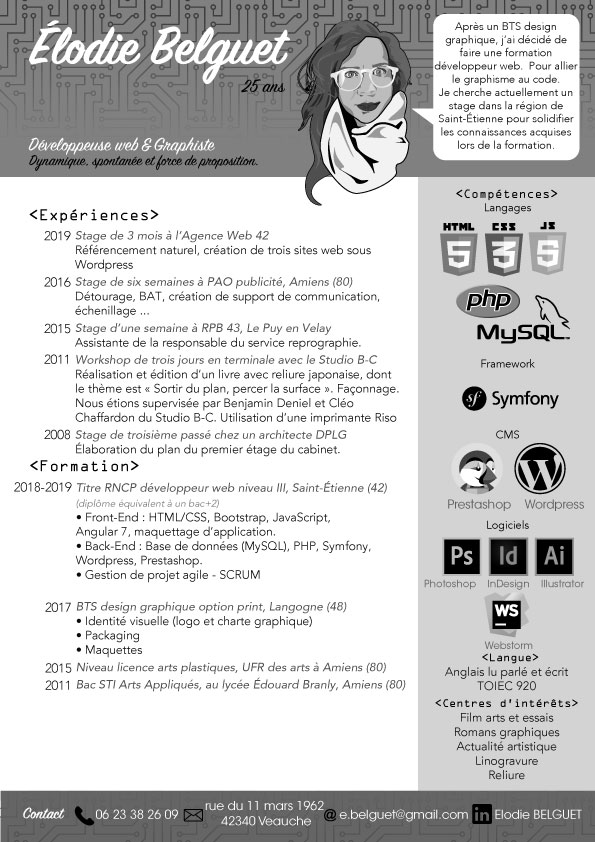 Élodie Belguet
25 ans
Développeuse web & Graphiste
Dynamique, spontanée et force de proposition.
Après un BTS design
graphique, j'ai décidé de
faire une formation
développeur web. Pour allier
le graphisme au code.
Je cherche actuellement un
stage dans la région de
Saint-Étienne pour solidifier
les connaissances acquises
lors de la formation.
<Expériences>
2019 Stage de 3 mois à l'Agence Web 42
Référencement naturel, création de trois sites web sous
Wordpress
2016 Stage de six semaines à PAO publicité, Amiens (80)
Détourage, BAT, création de support de communication,
échenillage ...
2015 Stage d'une semaine à RPB 43, Le Puy en Velay
Assistante de la responsable du service reprographie.
2011 Workshop de trois jours en terminale avec le Studio B-C
Réalisation et édition d'un livre avec reliure japonaise, dont
le thème est « Sortir du plan, percer la surface ». Façonnage.
Nous étions supervisée par Benjamin Deniel et Cléo
Chaffardon du Studio B-C. Utilisation d'une imprimante Riso
2008 Stage de troisième passé chez un architecte DPLG
Élaboration du plan du premier étage du cabinet.
<Formation>
2018-2019 Titre RNCP développeur web niveau III, Saint-Étienne (42)
(diplôme équivalent à un bac+2)
• Front-End : HTML/CSS, Bootstrap, JavaScript,
Angular 7, maquettage d'application.
• Back-End : Base de données (MySQL), PHP, Symfony,
Wordpress, Prestashop.
• Gestion de projet agile - SCRUM
2017 BTS design graphique option print, Langogne (48)
• Identité visuelle (logo et charte graphique)
• Packaging
• Maquettes
2015 Niveau licence arts plastiques, UFR des arts à Amiens (80)
2011 Bac STI Arts Appliqués, au lycée Édouard Branly, Amiens (80)
<Compétences>
Langages
HTML CSS JS
5 3 5
php
MySQL
Framework
sf Symfony
CMS
Prestashop Wordpress
Logiciels
Ps Id Ai
Photoshop InDesign Illustrator
WS
Webstorm
<Langue>
Anglais lu parlé et écrit
TOIEC 920
<Centres d'intérêts>
Film arts et essais
Romans graphiques
Actualité artistique
Linogravure
Reliure
Contact 06 23 38 26 09
rue du 11 mars 1962
42340 Veauche
@ e.belguet@gmail.com in Elodie BELGUET